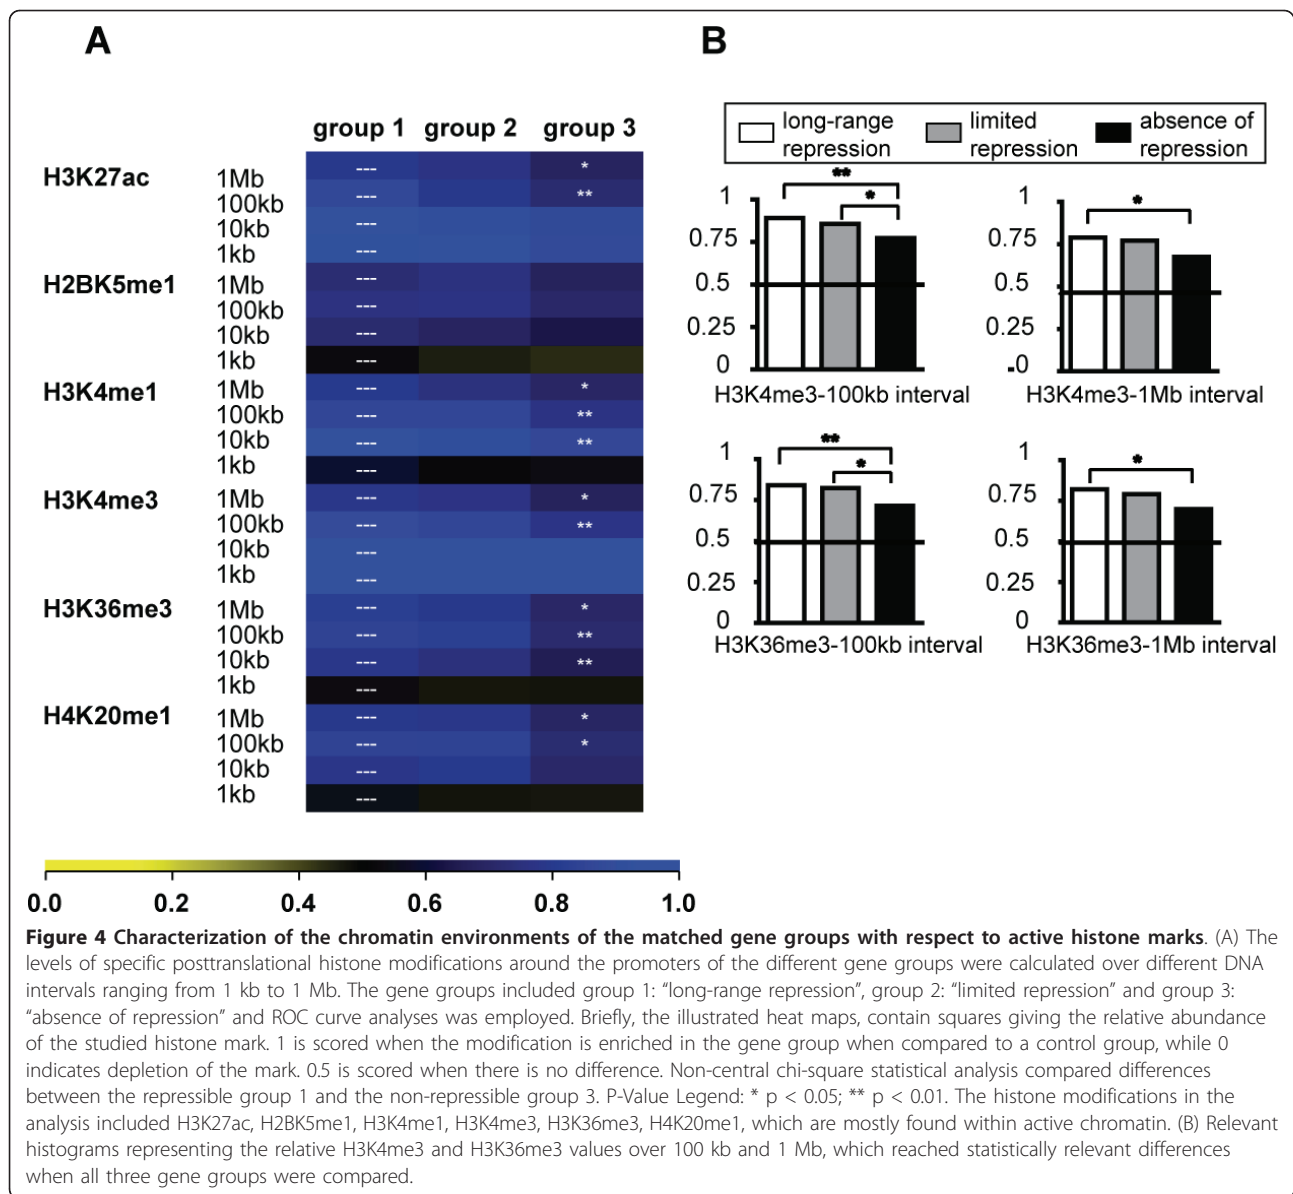 A
B
group 1 group 2 group 3
H3K27ac
1Mb --- *
100kb --- **
10kb ---
1kb ---
H2BK5me1
1Mb ---
100kb ---
10kb ---
1kb ---
H3K4me1
1Mb --- *
100kb --- **
10kb --- **
1kb ---
H3K4me3
1Mb --- *
100kb --- **
10kb ---
1kb ---
H3K36me3
1Mb --- *
100kb --- **
10kb --- **
1kb ---
H4K20me1
1Mb --- *
100kb --- *
10kb ---
1kb ---
0.0 0.2 0.4 0.6 0.8 1.0
long-range repression
limited repression
absence of repression
** *
1
0.75
0.5
0.25
0
H3K4me3-100kb interval
*
1
0.75
0.5
0.25
.0
H3K4me3-1Mb interval
** *
1
0.75
0.5
0.25
0
H3K36me3-100kb interval
*
1
0.75
0.5
0.25
0
H3K36me3-1Mb interval
Figure 4 Characterization of the chromatin environments of the matched gene groups with respect to active histone marks. (A) The
levels of specific posttranslational histone modifications around the promoters of the different gene groups were calculated over different DNA
intervals ranging from 1 kb to 1 Mb. The gene groups included group 1: “long-range repression”, group 2: “limited repression” and group 3:
“absence of repression” and ROC curve analyses was employed. Briefly, the illustrated heat maps, contain squares giving the relative abundance
of the studied histone mark. 1 is scored when the modification is enriched in the gene group when compared to a control group, while 0
indicates depletion of the mark. 0.5 is scored when there is no difference. Non-central chi-square statistical analysis compared differences
between the repressible group 1 and the non-repressible group 3. P-Value Legend: * p < 0.05; ** p < 0.01. The histone modifications in the
analysis included H3K27ac, H2BK5me1, H3K4me1, H3K4me3, H3K36me3, H4K20me1, which are mostly found within active chromatin. (B) Relevant
histograms representing the relative H3K4me3 and H3K36me3 values over 100 kb and 1 Mb, which reached statistically relevant differences
when all three gene groups were compared.